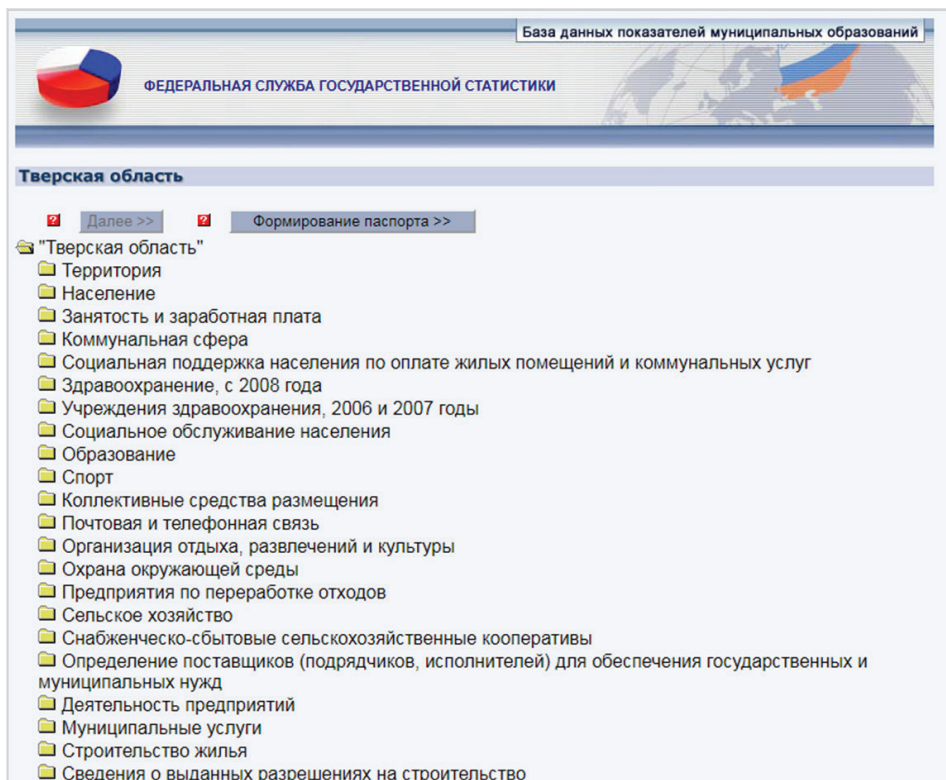 База данных показателей муниципальных образований
ФЕДЕРАЛЬНАЯ СЛУЖБА ГОСУДАРСТВЕННОЙ СТАТИСТИКИ
Тверская область
? Далее >> ? Формирование паспорта >>
"Тверская область"
Территория
Население
Занятость и заработная плата
Коммунальная сфера
Социальная поддержка населения по оплате жилых помещений и коммунальных услуг
Здравоохранение, с 2008 года
Учреждения здравоохранения, 2006 и 2007 годы
Социальное обслуживание населения
Образование
Спорт
Коллективные средства размещения
Почтовая и телефонная связь
Организация отдыха, развлечений и культуры
Охрана окружающей среды
Предприятия по переработке отходов
Сельское хозяйство
Снабженческо-сбытовые сельскохозяйственные кооперативы
Определение поставщиков (подрядчиков, исполнителей) для обеспечения государственных и
муниципальных нужд
Деятельность предприятий
Муниципальные услуги
Строительство жилья
Сведения о выданных разрешениях на строительство